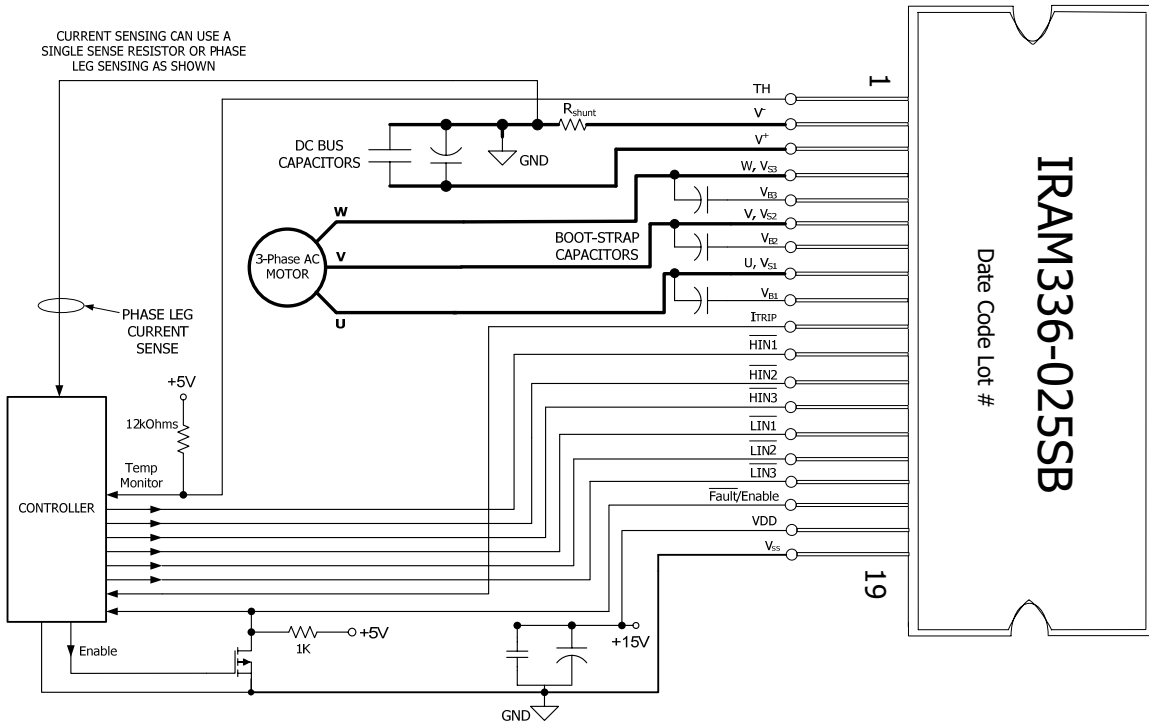 CURRENT SENSING CAN USE A
SINGLE SENSE RESISTOR OR PHASE
LEG SENSING AS SHOWN
1
TH
Rshunt
V-
DC BUS
CAPACITORS
GND
V+
W, VS3
VB3
W
V, VS2
3-Phase AC
MOTOR
V
BOOT-STRAP
CAPACITORS
VB2
U, VS1
VB1
U
PHASE LEG
CURRENT
SENSE
ITRIP
HIN1
HIN2
HIN3
LIN1
LIN2
LIN3
Fault/Enable
VDD
Vss
19
IRAM336-025SB
Date Code Lot #
+5V
12kOhms
Temp
Monitor
CONTROLLER
Enable
1K
+5V
+15V
GND